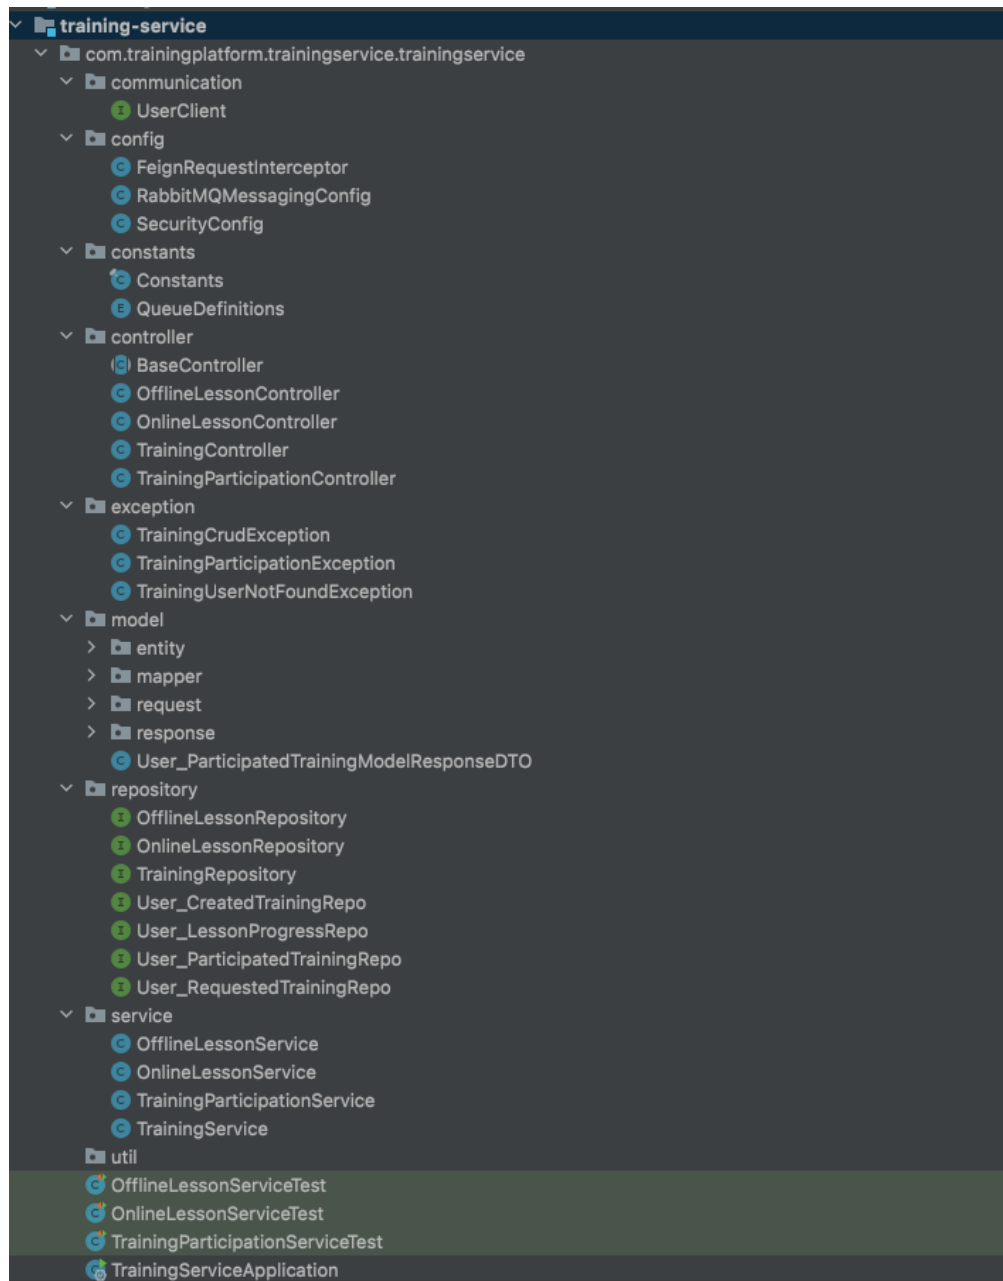 training-service
com.trainingplatform.trainingservice.trainingservice
communication
UserClient
config
FeignRequestInterceptor
RabbitMQMessagingConfig
SecurityConfig
constants
Constants
QueueDefinitions
controller
BaseController
OfflineLessonController
OnlineLessonController
TrainingController
TrainingParticipationController
exception
TrainingCrudException
TrainingParticipationException
TrainingUserNotFoundException
model
entity
mapper
request
response
User_ParticipatedTrainingModelResponseDTO
repository
OfflineLessonRepository
OnlineLessonRepository
TrainingRepository
User_CreatedTrainingRepo
User_LessonProgressRepo
User_ParticipatedTrainingRepo
User_RequestedTrainingRepo
service
OfflineLessonService
OnlineLessonService
TrainingParticipationService
TrainingService
util
OfflineLessonServiceTest
OnlineLessonServiceTest
TrainingParticipationServiceTest
TrainingServiceApplication